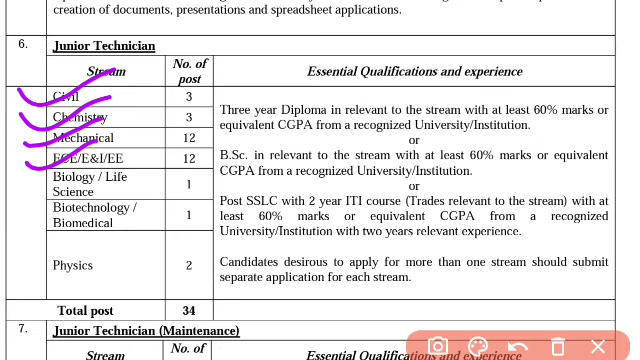 creation of documents, presentations and spreadsheet applications.
6.
Junior Technician
Stream
No. of
post
Essential Qualifications and experience
Civil
3
Chemistry
3
Mechanical
12
ECE/E&I/EE
12
Biology / Life
Science
1
Biotechnology /
Biomedical
1
Physics
2
Three year Diploma in relevant to the stream with at least 60% marks or
equivalent CGPA from a recognized University/Institution.
or
B.Sc. in relevant to the stream with at least 60% marks or equivalent
CGPA from a recognized University/Institution.
or
Post SSLC with 2 year ITI course (Trades relevant to the stream) with at
least 60% marks or equivalent CGPA from a recognized
University/Institution with two years relevant experience.
Candidates desirous to apply for more than one stream should submit
separate application for each stream.
Total post
34
7.
Junior Technician (Maintenance)
Stream
No. of
Essential Qualifications and experience